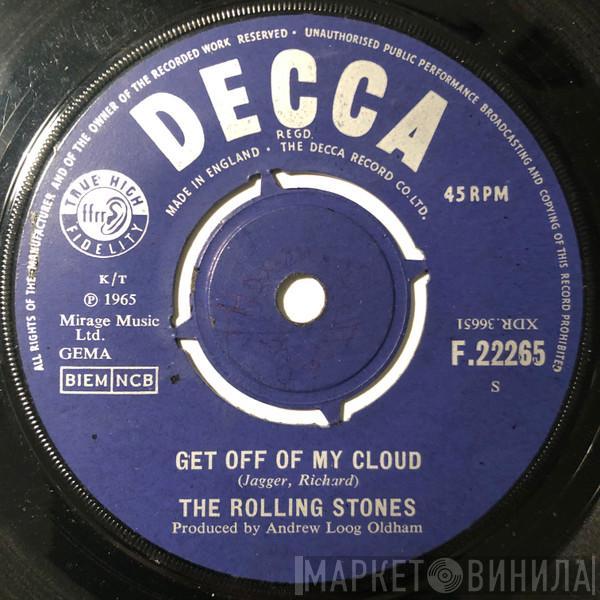 ALL RIGHTS OF THE MANUFACTURER AND OF THE OWNER OF THE RECORDED WORK RESERVED • UNAUTHORISED PUBLIC PERFORMANCE BROADCASTING AND COPYING OF THIS RECORD PROHIBITED
DECCA
REGD.
MADE IN ENGLAND • THE DECCA RECORD CO. LTD.
TRUE HIGH
ffrr
FIDELITY
45 RPM
K/T
℗ 1965
Mirage Music
Ltd.
GEMA
BIEM NCB
XDR.36651
F.22265
S
GET OFF OF MY CLOUD
(Jagger, Richard)
THE ROLLING STONES
Produced by Andrew Loog Oldham
МАРКЕТ ВИНИЛА